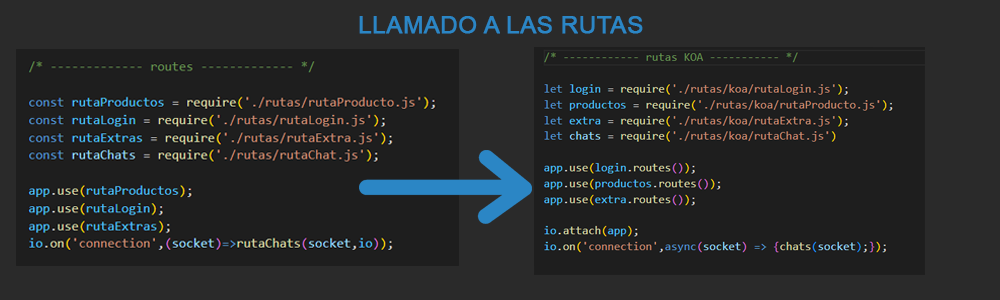 LLAMADO A LAS RUTAS
/* ------------- routes ------------- */
const rutaProductos = require('./rutas/rutaProducto.js');
const rutaLogin = require('./rutas/rutaLogin.js');
const rutaExtras = require('./rutas/rutaExtra.js');
const rutaChats = require('./rutas/rutaChat.js');
app.use(rutaProductos);
app.use(rutaLogin);
app.use(rutaExtras);
io.on('connection',(socket)=>rutaChats(socket,io));
/* ------------ rutas KOA ----------- */
let login = require('./rutas/koa/rutaLogin.js');
let productos = require('./rutas/koa/rutaProducto.js');
let extra = require('./rutas/koa/rutaExtra.js');
let chats = require('./rutas/koa/rutaChat.js')
app.use(login.routes());
app.use(productos.routes());
app.use(extra.routes());
io.attach(app);
io.on('connection',async(socket) => {chats(socket);});